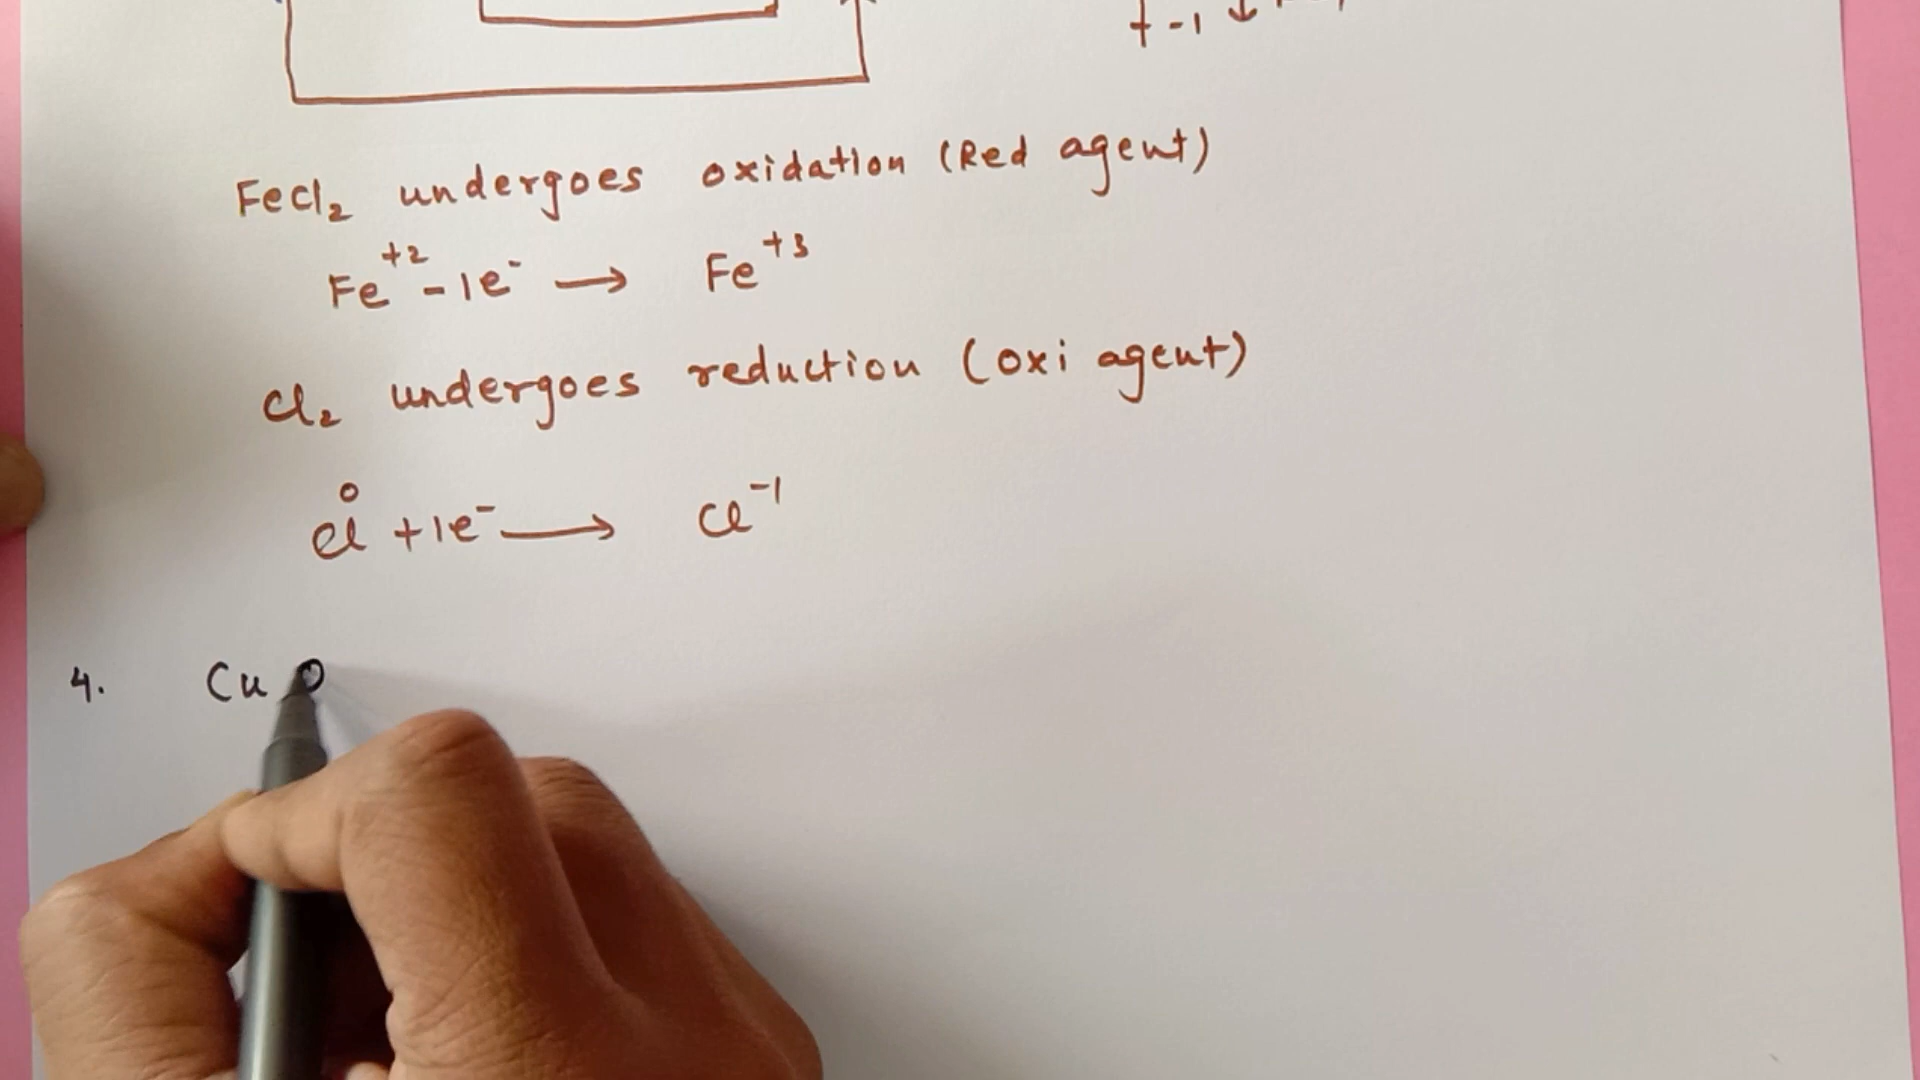 + -1 ↓
FeCl₂ undergoes oxidation (Red agent)
Fe⁺² - 1e⁻ → Fe⁺³
Cl₂ undergoes reduction (oxi agent)
Cl⁰ + 1e⁻ → Cl⁻¹
4. CuO